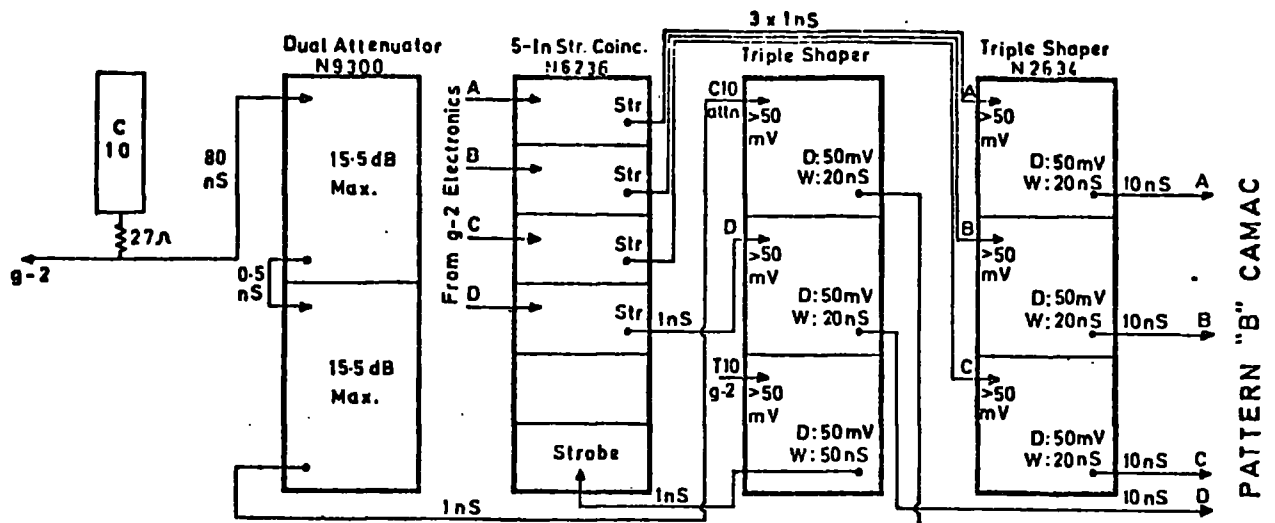 3 x 1nS
Dual Attenuator
N9300
5-In Str. Coinc.
N6236
Triple Shaper
Triple Shaper
N2634
C
10
80
nS
27Ω
g-2
0·5
nS
15·5 dB
Max.
15·5 dB
Max.
1nS
From g-2 Electronics
A
B
C
D
Str
Str
Str
Str
1nS
Strobe
1nS
C10
attn
>50
mV
D:50mV
W:20nS
D
>50
mV
D:50mV
W:20nS
T10
g-2
>50
mV
D:50mV
W:50nS
A
>50
mV
D:50mV
W:20nS
10nS
A
B
>50
mV
D:50mV
W:20nS
10nS
B
C
>50
mV
D:50mV
W:20nS
10nS
C
10nS
D
PATTERN "B" CAMAC